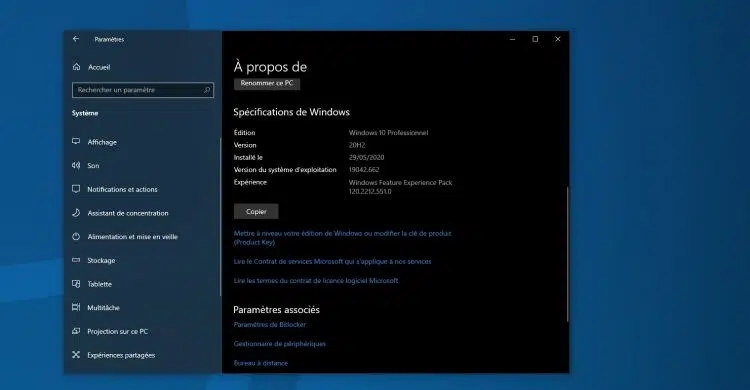 Paramètres
Accueil
Rechercher un paramètre
Système
Affichage
Son
Notifications et actions
Assistant de concentration
Alimentation et mise en veille
Stockage
Tablette
Multitâche
Projection sur ce PC
Expériences partagées
À propos de
Renommer ce PC
Spécifications de Windows
Édition Windows 10 Professionnel
Version 20H2
Installé le 29/05/2020
Version du système d'exploitation 19042.662
Expérience Windows Feature Experience Pack
120.2212.551.0
Copier
Mettre à niveau votre édition de Windows ou modifier la clé de produit
(Product Key)
Lire le Contrat de services Microsoft qui s'applique à nos services
Lire les termes du contrat de licence logiciel Microsoft
Paramètres associés
Paramètres de Bitlocker
Gestionnaire de périphériques
Bureau à distance